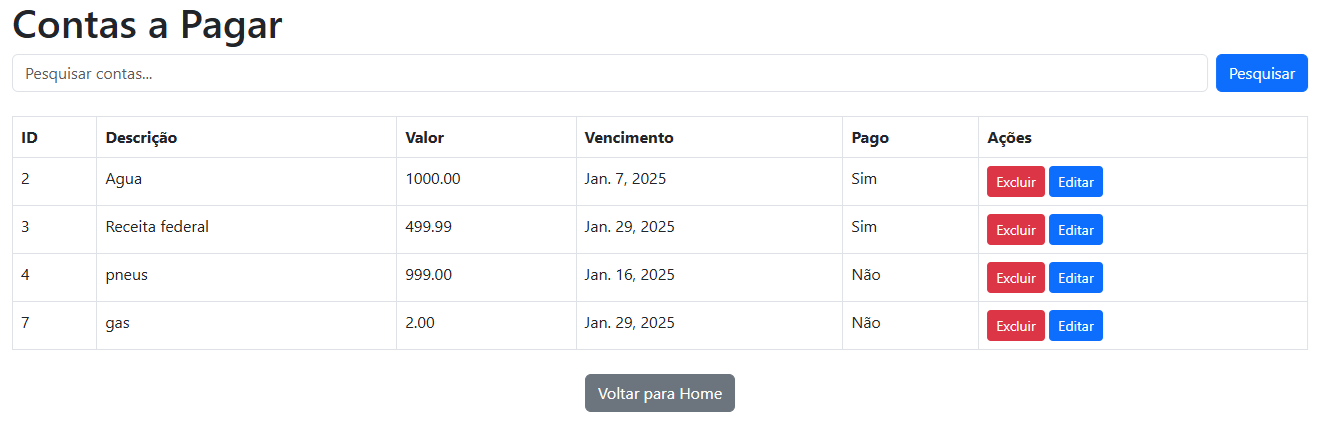 Contas a Pagar
Pesquisar contas... Pesquisar
ID Descrição Valor Vencimento Pago Ações
2 Agua 1000.00 Jan. 7, 2025 Sim Excluir Editar
3 Receita federal 499.99 Jan. 29, 2025 Sim Excluir Editar
4 pneus 999.00 Jan. 16, 2025 Não Excluir Editar
7 gas 2.00 Jan. 29, 2025 Não Excluir Editar
Voltar para Home